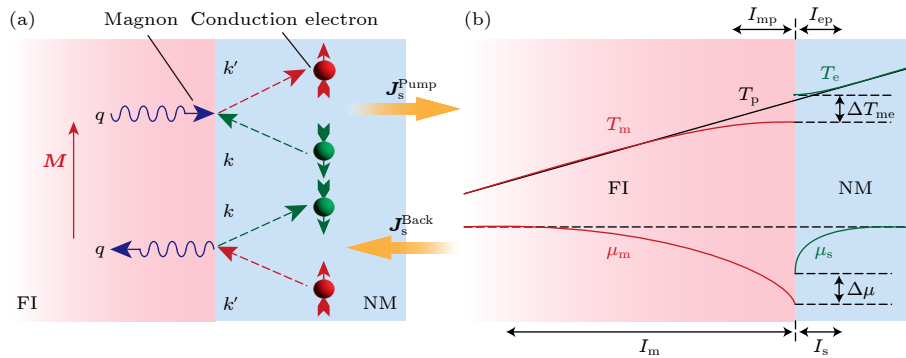 (a)
Magnon
Conduction electron
k′
q
M
k
k
q
k′
FI
NM
J_s^Pump
J_s^Back
(b)
I_mp
I_ep
T_e
T_p
ΔT_me
T_m
FI
NM
μ_m
μ_s
Δμ
I_m
I_s